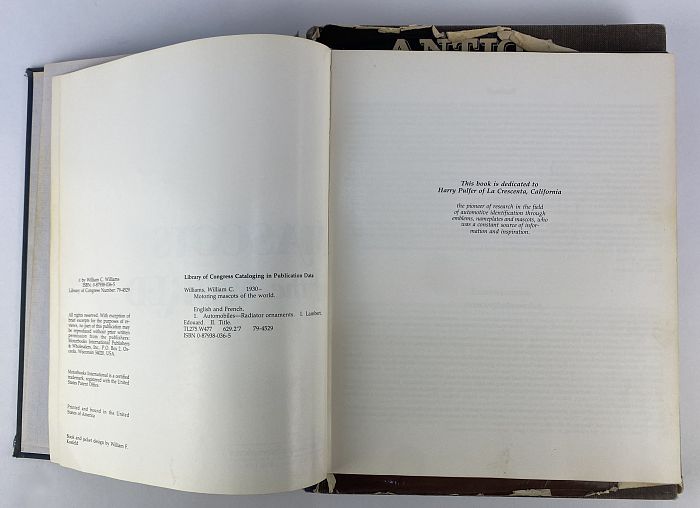 ANTIQ
© by William C. Williams
ISBN: 0-87938-036-5
Library of Congress Number: 79-4529
All rights reserved. With exception of
brief excerpts for the purposes of re-
views, no part of this publication may
be reproduced without prior written
permission from the publishers:
Motorbooks International Publishers
& Wholesalers, Inc., P.O. Box 2, Os-
ceola, Wisconsin 54020, USA.
Motorbooks International is a certified
trademark, registered with the United
States Patent Office.
Printed and bound in the United
States of America
Book and jacket design by William F.
Kosfeld
Library of Congress Cataloging in Publication Data
Williams, William C. 1930–
Motoring mascots of the world.
English and French.
1. Automobiles—Radiator ornaments. I. Lambert,
Edouard II. Title.
TL275.W477 629.2'7 79-4529
ISBN 0-87938-036-5
This book is dedicated to
Harry Pulfer of La Crescenta, California
the pioneer of research in the field
of automotive identification through
emblems, nameplates and mascots, who
was a constant source of infor-
mation and inspiration.